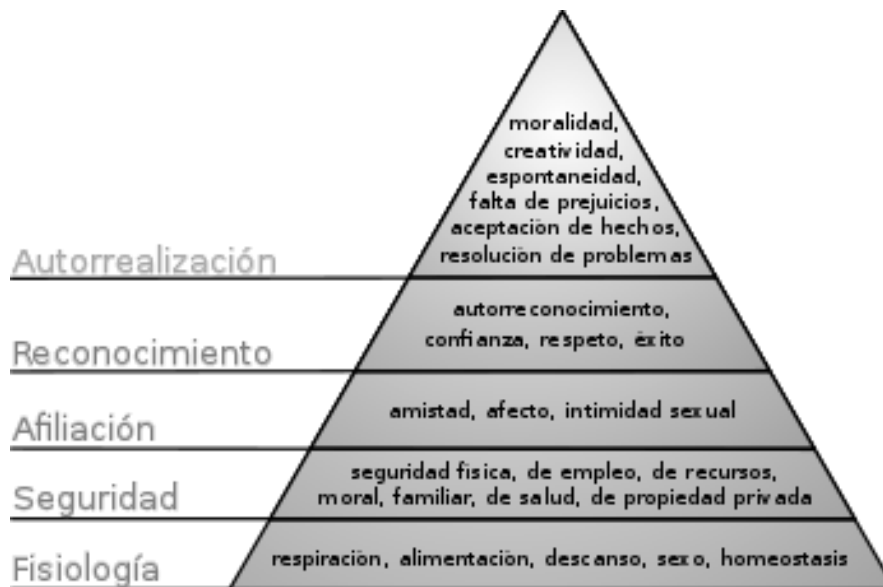 moralidad,
creatividad,
espontaneidad,
falta de prejuicios,
aceptación de hechos,
resolución de problemas
Autorrealización
autorreconocimiento,
confianza, respeto, éxito
Reconocimiento
amistad, afecto, intimidad sexual
Afiliación
seguridad física, de empleo, de recursos,
moral, familiar, de salud, de propiedad privada
Seguridad
respiración, alimentación, descanso, sexo, homeostasis
Fisiología